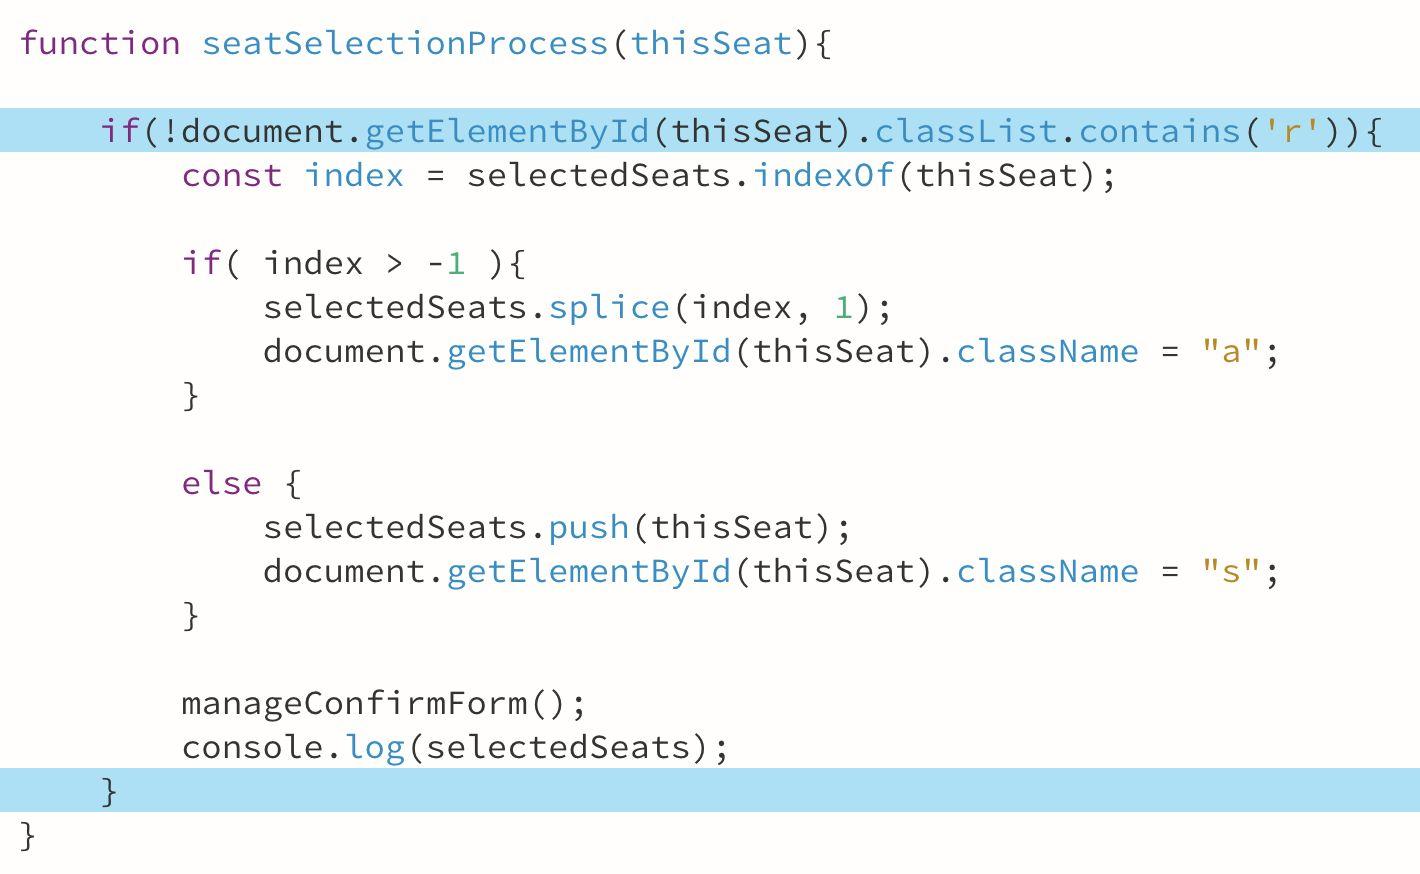 function seatSelectionProcess(thisSeat){
    if(!document.getElementById(thisSeat).classList.contains('r')){
        const index = selectedSeats.indexOf(thisSeat);
        if( index > -1 ){
            selectedSeats.splice(index, 1);
            document.getElementById(thisSeat).className = "a";
        }
        else {
            selectedSeats.push(thisSeat);
            document.getElementById(thisSeat).className = "s";
        }
        manageConfirmForm();
        console.log(selectedSeats);
    }
}